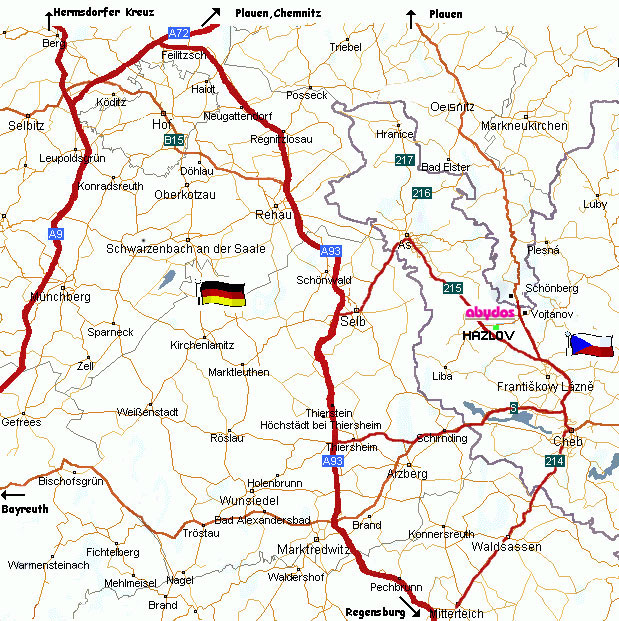 Hermsdorfer Kreuz
Plauen,Chemnitz
Plauen
Berg
A72
Feilitzsch
Triebel
Haidt
Posseck
Köditz
Oelsnitz
Selbitz
Hof
Neugattendorf
Hranice
Markneukirchen
B15
Regnitzlosau
Leupoldsgrün
217
Bad Elster
Döhlau
Konradsreuth
Oberkotzau
216
Luby
Rehau
A9
Schwarzenbach an der Saale
A93
As
Plesná
Schönwald
215
Schönberg
Münchberg
abydos
Vojtanov
Selb
Sparneck
HAZLOV
Kirchenlamitz
Zell
Marktleuthen
Liba
Františkovy Lázně
Weißenstadt
Thierstein
5
Gefrees
Höchstädt bei Thiersheim
Röslau
Thiersheim
Schirnding
Cheb
A93
214
Arzberg
Bischofsgrün
Holenbrunn
Wunsiedel
Bayreuth
Bad Alexandersbad
Brand
Tröstau
Konnersreuth
Fichtelberg
Marktredwitz
Waldsassen
Warmensteinach
Mehlmeisel
Nagel
Waldershof
Pechbrunn
Brand
Regensburg
Mitterteich